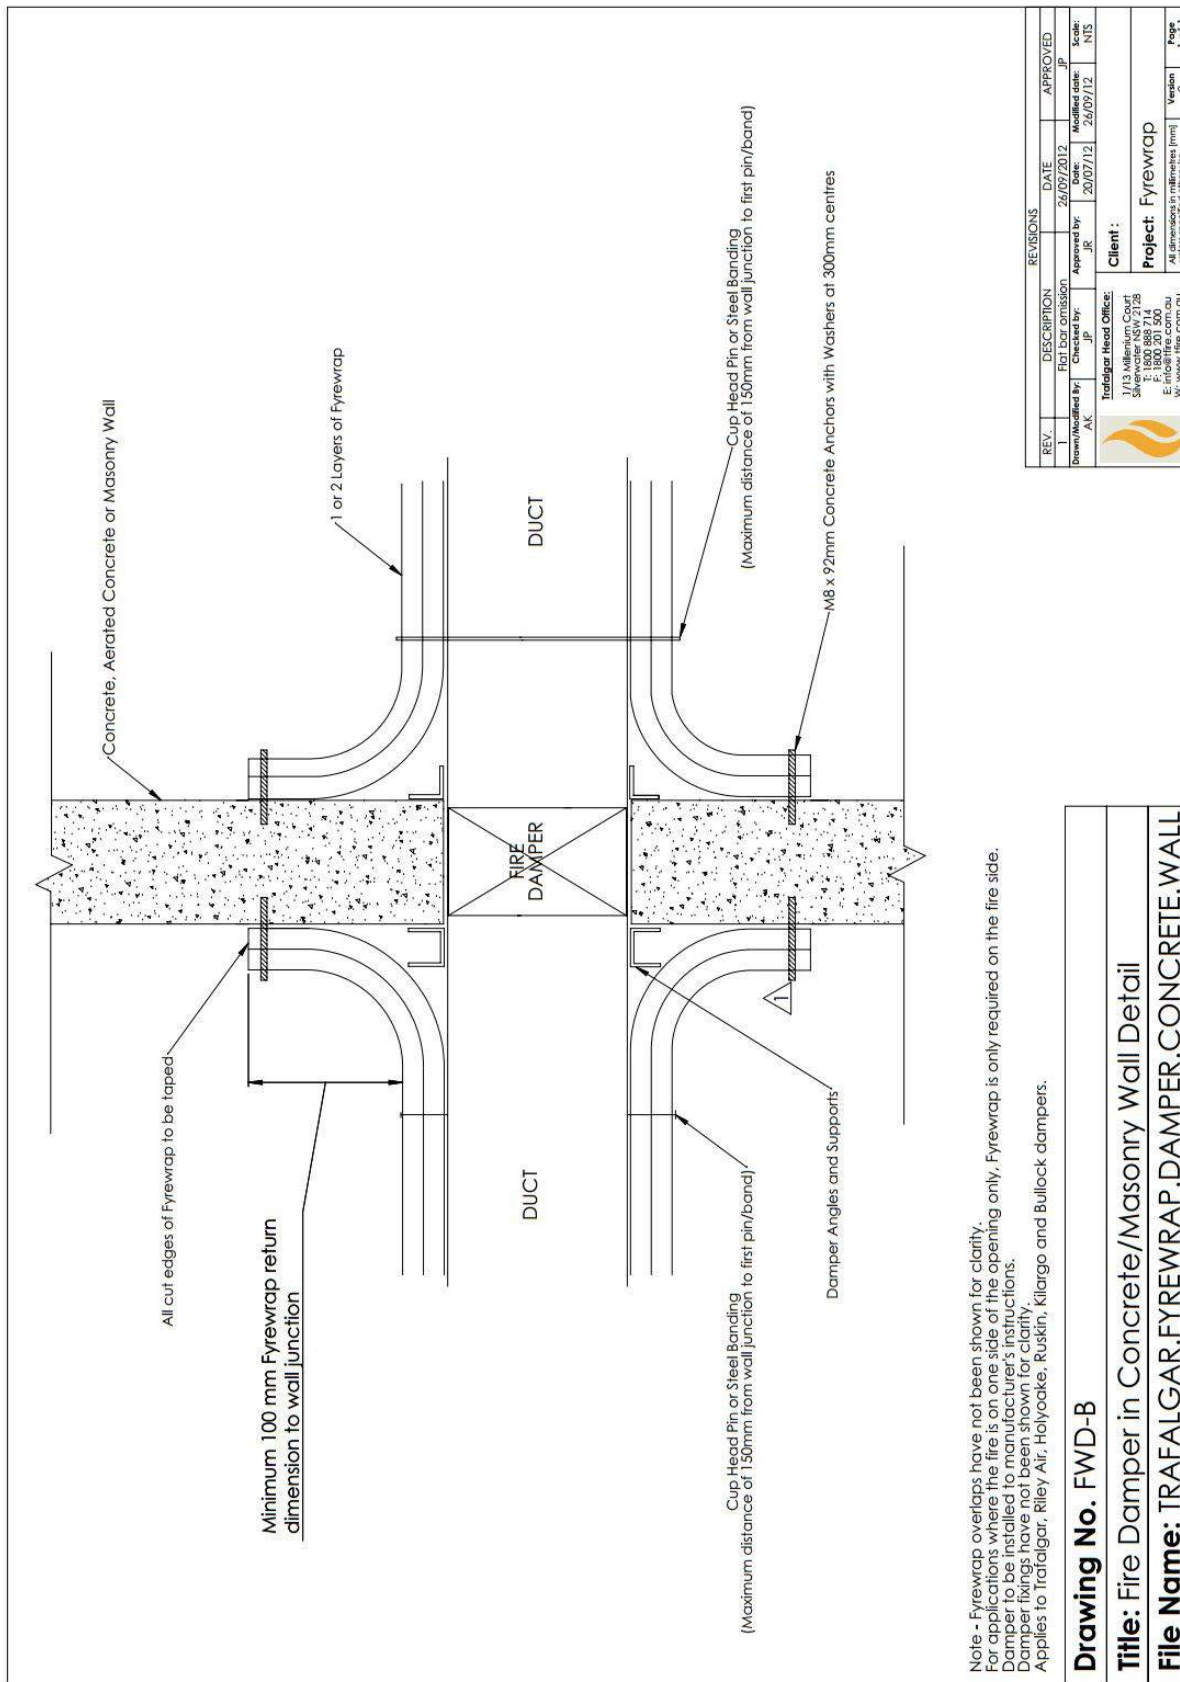 Concrete, Aerated Concrete or Masonry Wall
All cut edges of Fyrewrap to be taped
1 or 2 Layers of Fyrewrap
Minimum 100 mm Fyrewrap return
dimension to wall junction
DUCT
FIRE
DAMPER
DUCT
Cup Head Pin or Steel Banding
(Maximum distance of 150mm from wall junction to first pin/band)
Cup Head Pin or Steel Banding
(Maximum distance of 150mm from wall junction to first pin/band)
1
Damper Angles and Supports
M8 x 92mm Concrete Anchors with Washers at 300mm centres
Note - Fyrewrap overlaps have not been shown for clarity.
For applications where the fire is on one side of the opening only, Fyrewrap is only required on the fire side.
Damper to be installed to manufacturer's instructions.
Damper fixings have not been shown for clarity.
Applies to Trafalgar, Riley Air, Holyoake, Ruskin, Kilargo and Bullock dampers.
Drawing No. FWD-B
Title: Fire Damper in Concrete/Masonry Wall Detail
File Name: TRAFALGAR.FYREWRAP.DAMPER.CONCRETE.WALL
REVISIONS
REV. DESCRIPTION DATE APPROVED
1 Flat bar omission 26/09/2012 JP
Drawn/Modified By: Checked by: Approved by: Date: Modified date: Scale:
AK JP JR 20/07/12 26/09/12 NTS
Trafalgar Head Office:
1/13 Millenium Court
Silverwater NSW 2128
T: 1800 888 714
F: 1800 201 500
E: info@tfire.com.au
W: www.tfire.com.au
Client :
Project: Fyrewrap
All dimensions in millimetres [mm]
Version
Page